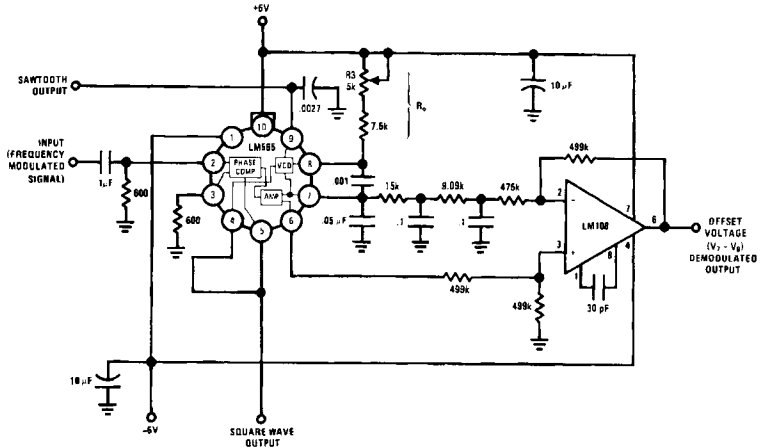 +6V
SAWTOOTH
OUTPUT
R3
5k
R₀
10 µF
.0027
7.5k
INPUT
(FREQUENCY
MODULATED
SIGNAL)
1µF
600
600
1
10
9
LM565
2
8
PHASE
COMP
VCO
AMP
3
7
4
5
6
.001
15k
8.09k
475k
499k
.05 µF
.1
.1
2
-
7
LM108
6
3
+
4
1
8
30 pF
499k
499k
OFFSET
VOLTAGE
DEMODULATED
OUTPUT
10 µF
-6V
SQUARE WAVE
OUTPUT